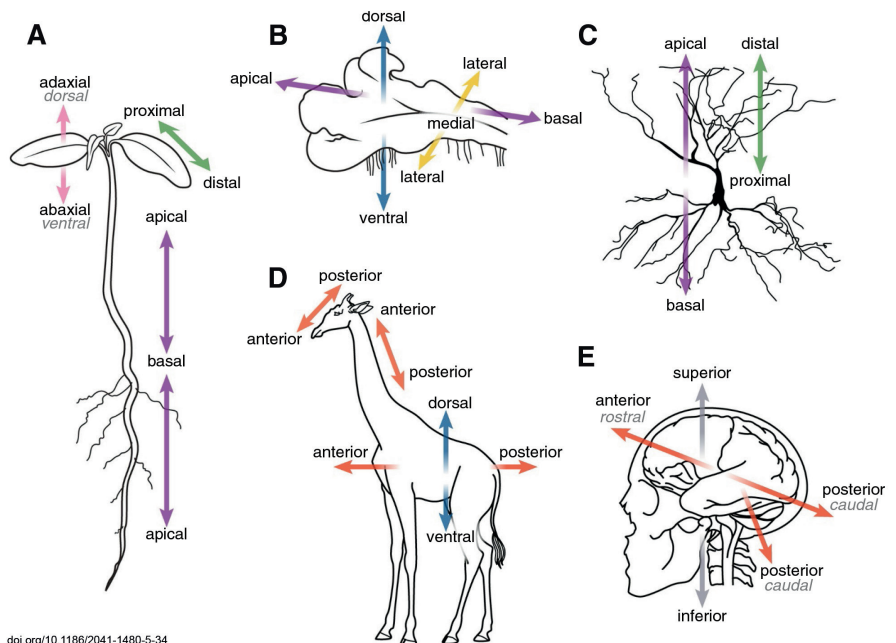 A
adaxial
dorsal
proximal
distal
abaxial
ventral
apical
basal
apical
B
dorsal
lateral
apical
medial
basal
lateral
ventral
C
apical
distal
proximal
basal
D
posterior
anterior
anterior
posterior
dorsal
anterior
posterior
ventral
E
superior
anterior
rostral
posterior
caudal
posterior
caudal
inferior
doi org/10 1186/2041-1480-5-34